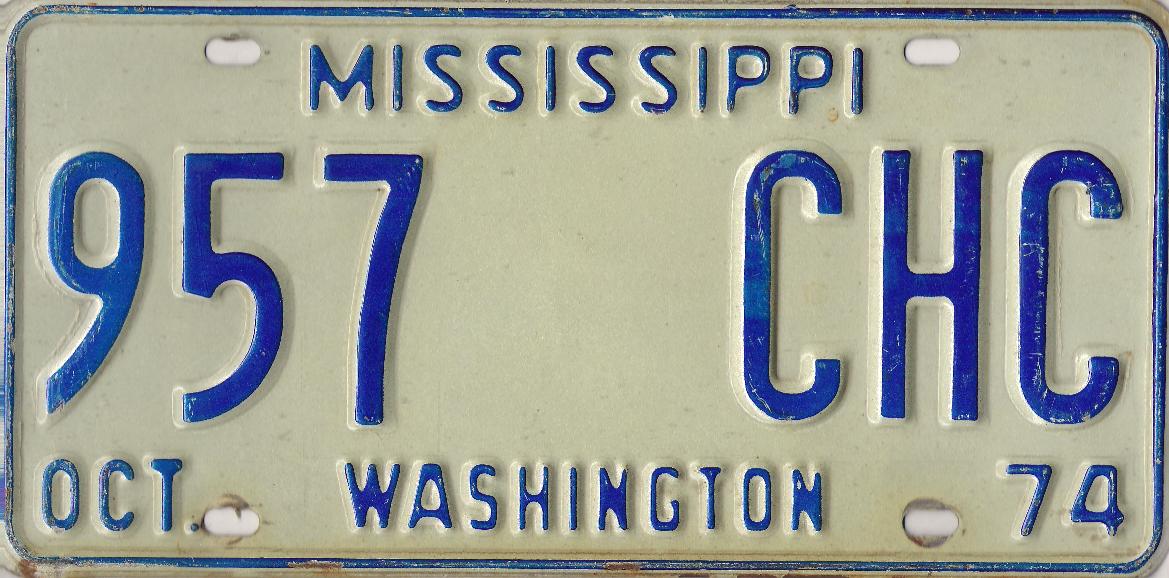 MISSISSIPPI
957 CHC
OCT. WASHINGTON 74